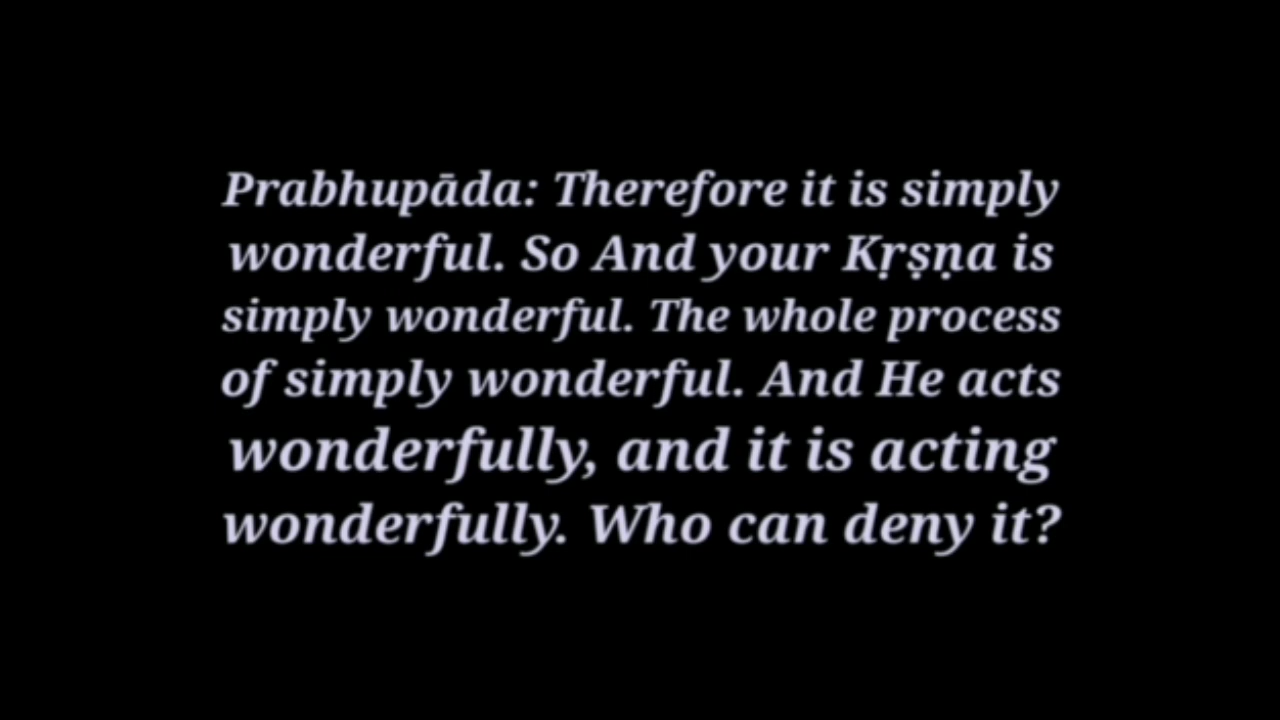 Prabhupāda: Therefore it is simply
wonderful. So And your Kṛṣṇa is
simply wonderful. The whole process
of simply wonderful. And He acts
wonderfully, and it is acting
wonderfully. Who can deny it?